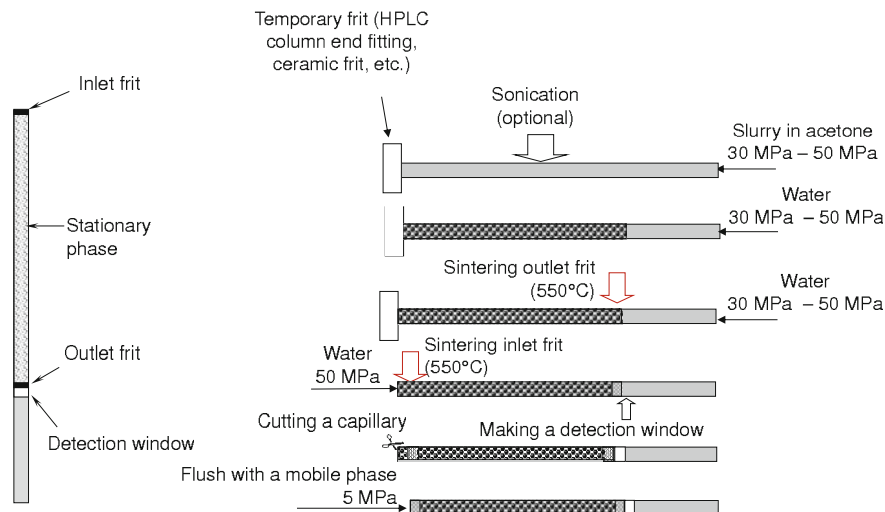 Inlet frit
Stationary
phase
Outlet frit
Detection window
Temporary frit (HPLC
column end fitting,
ceramic frit, etc.)
Sonication
(optional)
Slurry in acetone
30 MPa – 50 MPa
Water
30 MPa – 50 MPa
Sintering outlet frit
(550°C)
Water
30 MPa – 50 MPa
Water
50 MPa
Sintering inlet frit
(550°C)
Cutting a capillary
Making a detection window
Flush with a mobile phase
5 MPa